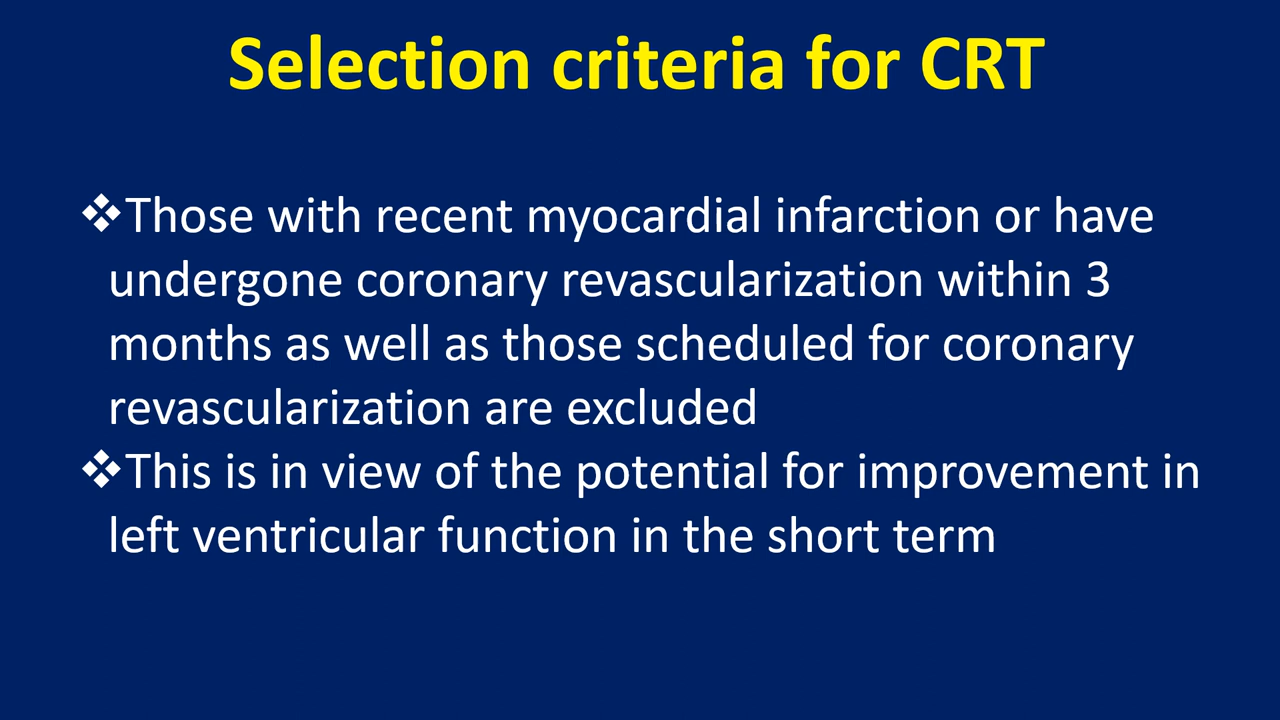 Selection criteria for CRT
❖Those with recent myocardial infarction or have
undergone coronary revascularization within 3
months as well as those scheduled for coronary
revascularization are excluded
❖This is in view of the potential for improvement in
left ventricular function in the short term